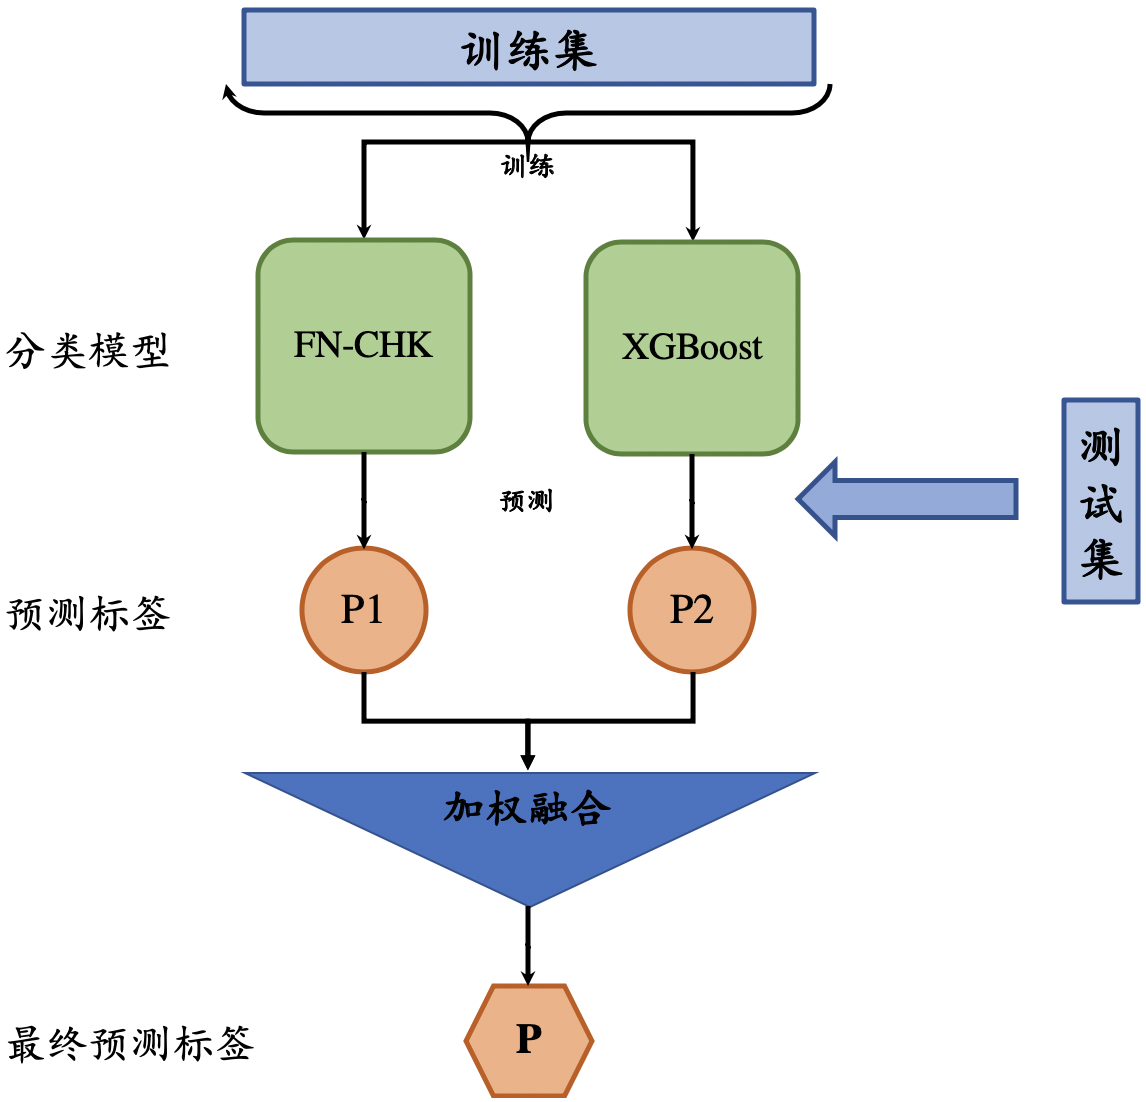 训练集
训练
分类模型
FN-CHK
XGBoost
测
试
集
预测
预测标签
P1
P2
加权融合
最终预测标签
P